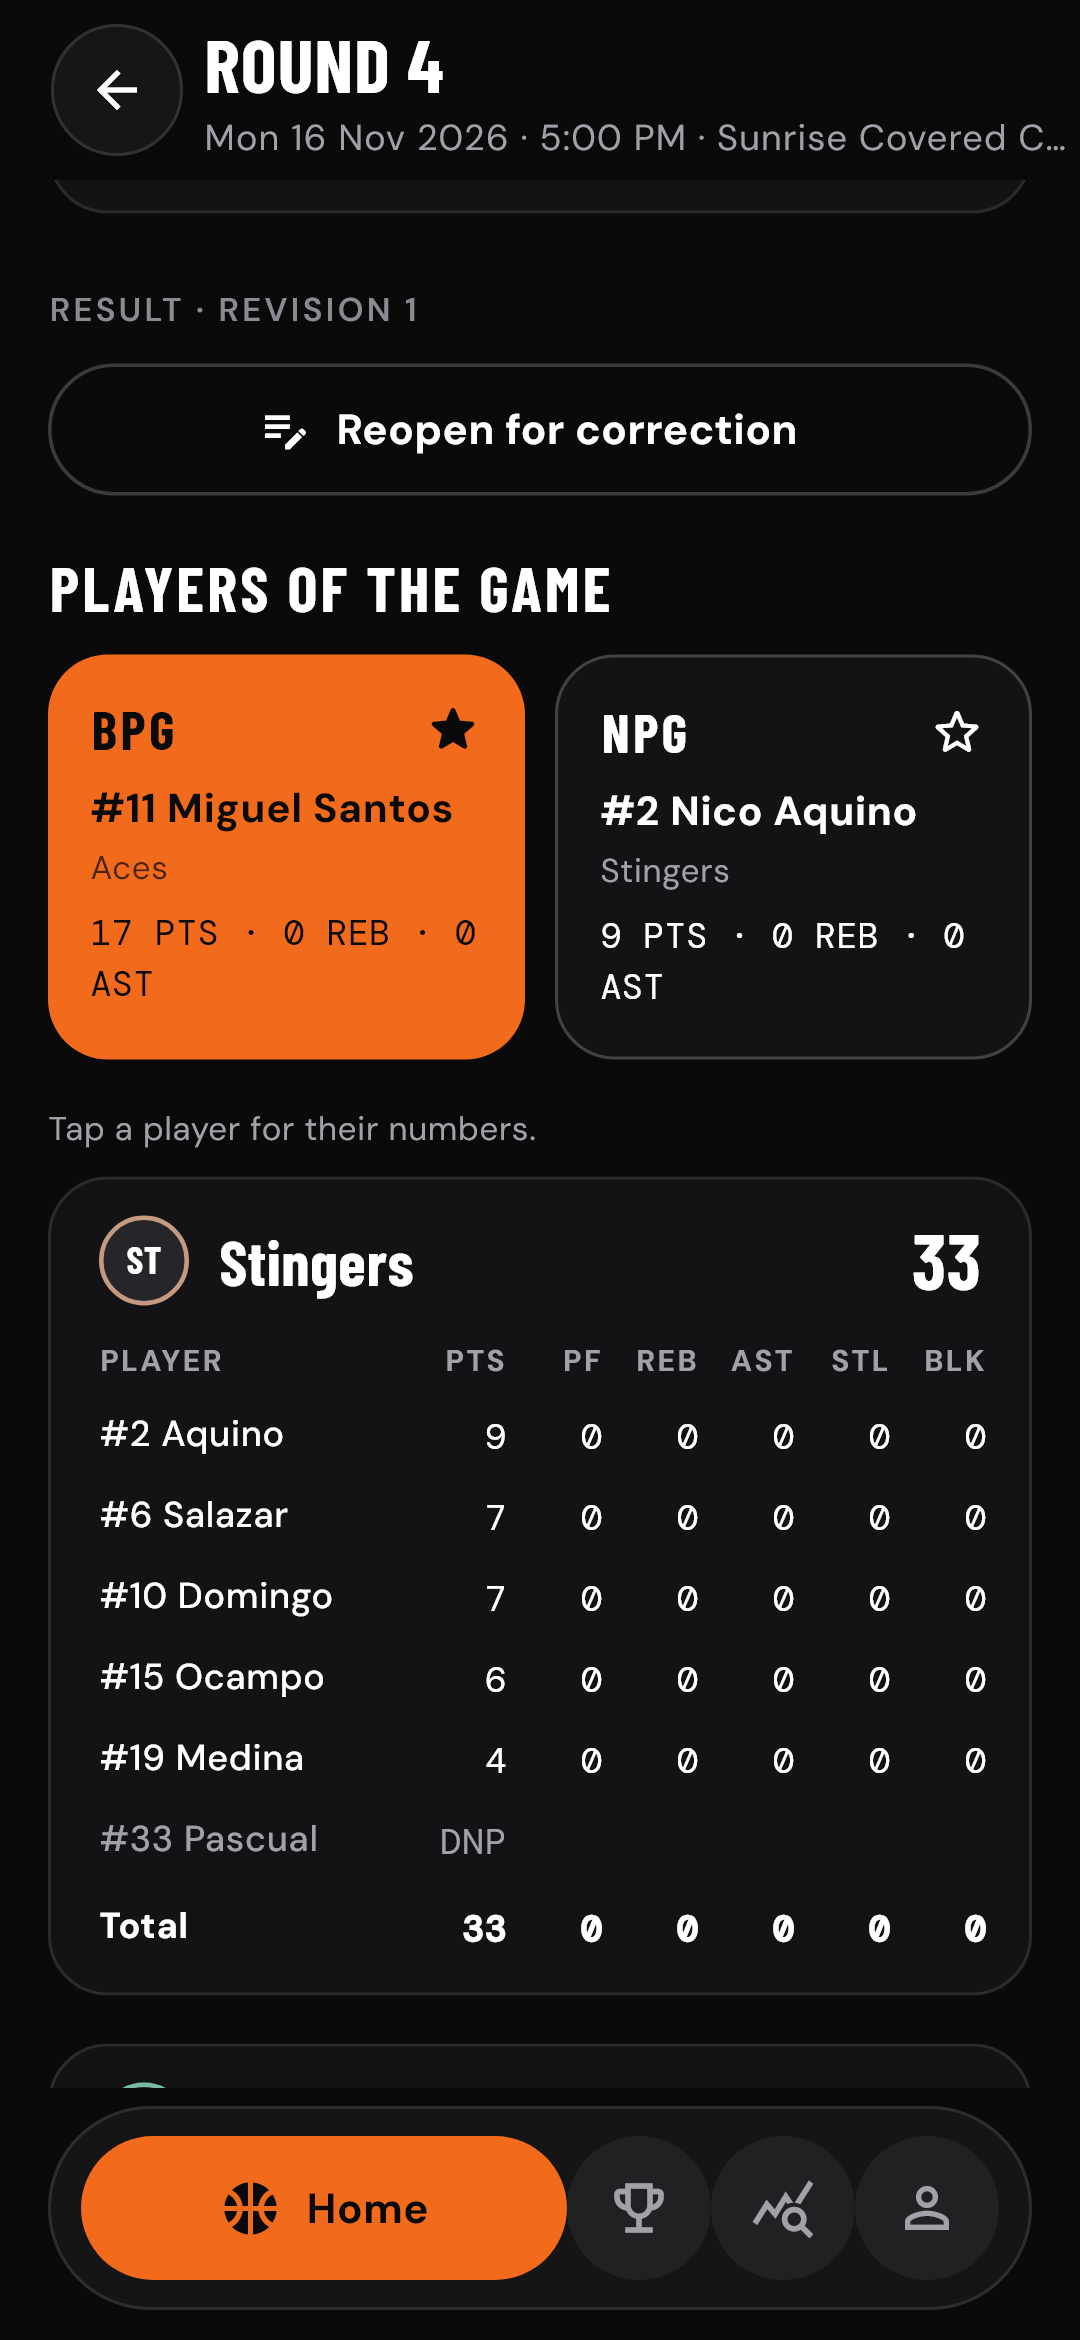 ROUND 4
Mon 16 Nov 2026 · 5:00 PM · Sunrise Covered C...
RESULT · REVISION 1
Reopen for correction
PLAYERS OF THE GAME
BPG
#11 Miguel Santos
Aces
17 PTS · 0 REB · 0
AST
NPG
#2 Nico Aquino
Stingers
9 PTS · 0 REB · 0
AST
Tap a player for their numbers.
ST Stingers 33
PLAYER PTS PF REB AST STL BLK
#2 Aquino 9 0 0 0 0 0
#6 Salazar 7 0 0 0 0 0
#10 Domingo 7 0 0 0 0 0
#15 Ocampo 6 0 0 0 0 0
#19 Medina 4 0 0 0 0 0
#33 Pascual DNP
Total 33 0 0 0 0 0
Home